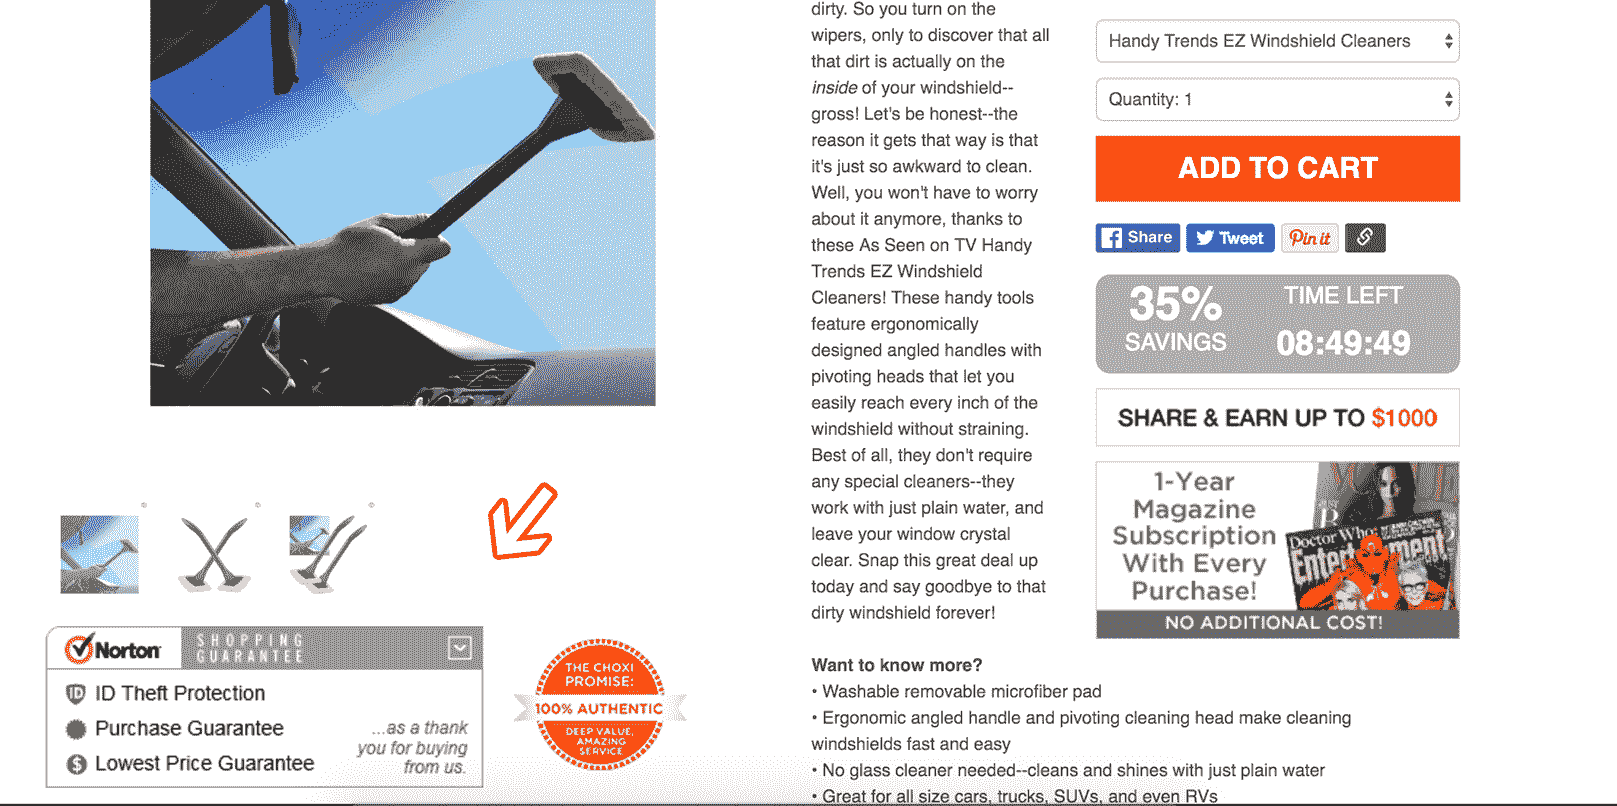 dirty. So you turn on the
wipers, only to discover that all
that dirt is actually on the
inside of your windshield--
gross! Let's be honest--the
reason it gets that way is that
it's just so awkward to clean.
Well, you won't have to worry
about it anymore, thanks to
these As Seen on TV Handy
Trends EZ Windshield
Cleaners! These handy tools
feature ergonomically
designed angled handles with
pivoting heads that let you
easily reach every inch of the
windshield without straining.
Best of all, they don't require
any special cleaners--they
work with just plain water, and
leave your window crystal
clear. Snap this great deal up
today and say goodbye to that
dirty windshield forever!
Want to know more?
• Washable removable microfiber pad
• Ergonomic angled handle and pivoting cleaning head make cleaning
windshields fast and easy
• No glass cleaner needed--cleans and shines with just plain water
• Great for all size cars, trucks, SUVs, and even RVs
Handy Trends EZ Windshield Cleaners
Quantity: 1
ADD TO CART
Share
Tweet
Pin it
35%
SAVINGS
TIME LEFT
08:49:49
SHARE & EARN UP TO $1000
1-Year
Magazine
Subscription
With Every
Purchase!
Doctor Who
NO ADDITIONAL COST!
Norton
SHOPPING
GUARANTEE
ID Theft Protection
Purchase Guarantee
Lowest Price Guarantee
...as a thank
you for buying
from us.
THE CHOXI
PROMISE:
100% AUTHENTIC
DEEP VALUE,
AMAZING
SERVICE